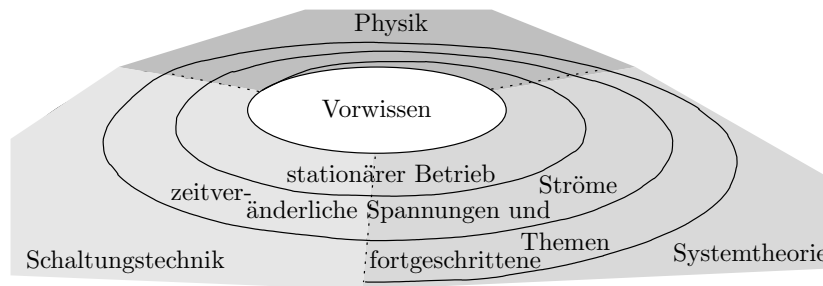 Physik
Vorwissen
stationärer Betrieb
zeitver-
änderliche Spannungen und
Ströme
fortgeschrittene
Themen
Schaltungstechnik
Systemtheorie